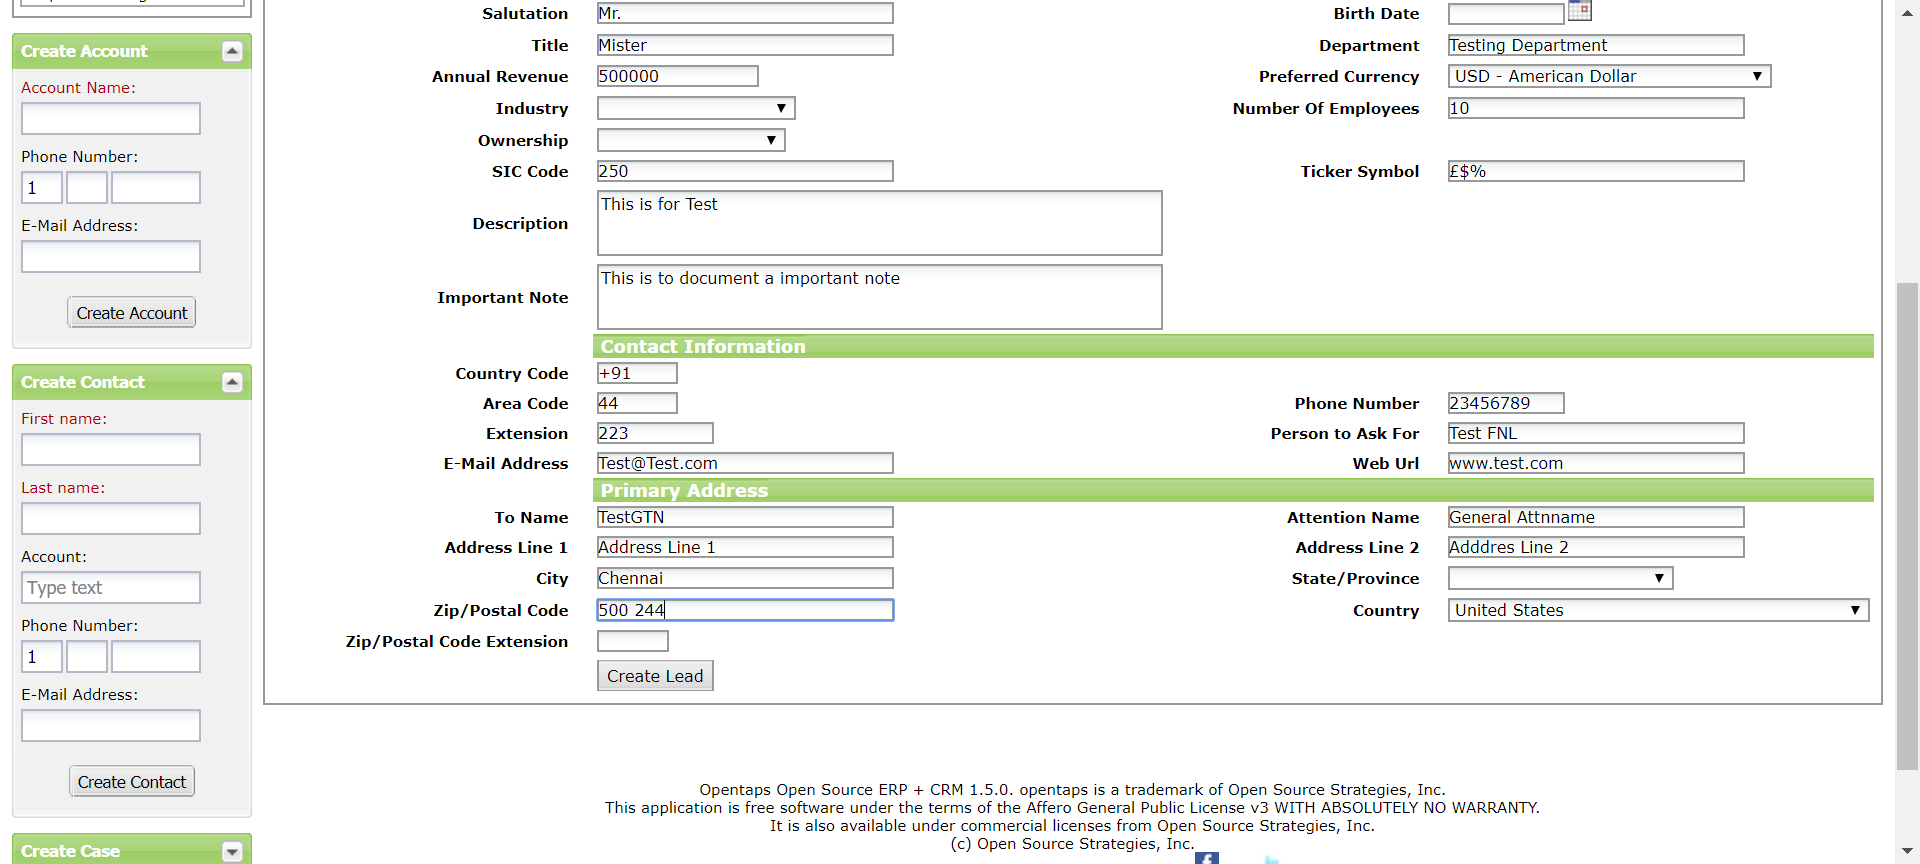 Create Account
Account Name:
Phone Number:
1
E-Mail Address:
Create Account
Create Contact
First name:
Last name:
Account:
Type text
Phone Number:
1
E-Mail Address:
Create Contact
Create Case
Salutation Mr. Birth Date
Title Mister Department Testing Department
Annual Revenue 500000 Preferred Currency USD - American Dollar
Industry Number Of Employees 10
Ownership
SIC Code 250 Ticker Symbol £$%
Description This is for Test
Important Note This is to document a important note
Contact Information
Country Code +91
Area Code 44 Phone Number 23456789
Extension 223 Person to Ask For Test FNL
E-Mail Address Test@Test.com Web Url www.test.com
Primary Address
To Name TestGTN Attention Name General Attnname
Address Line 1 Address Line 1 Address Line 2 Adddres Line 2
City Chennai State/Province
Zip/Postal Code 500 244 Country United States
Zip/Postal Code Extension
Create Lead
Opentaps Open Source ERP + CRM 1.5.0. opentaps is a trademark of Open Source Strategies, Inc.
This application is free software under the terms of the Affero General Public License v3 WITH ABSOLUTELY NO WARRANTY.
It is also available under commercial licenses from Open Source Strategies, Inc.
(c) Open Source Strategies, Inc.